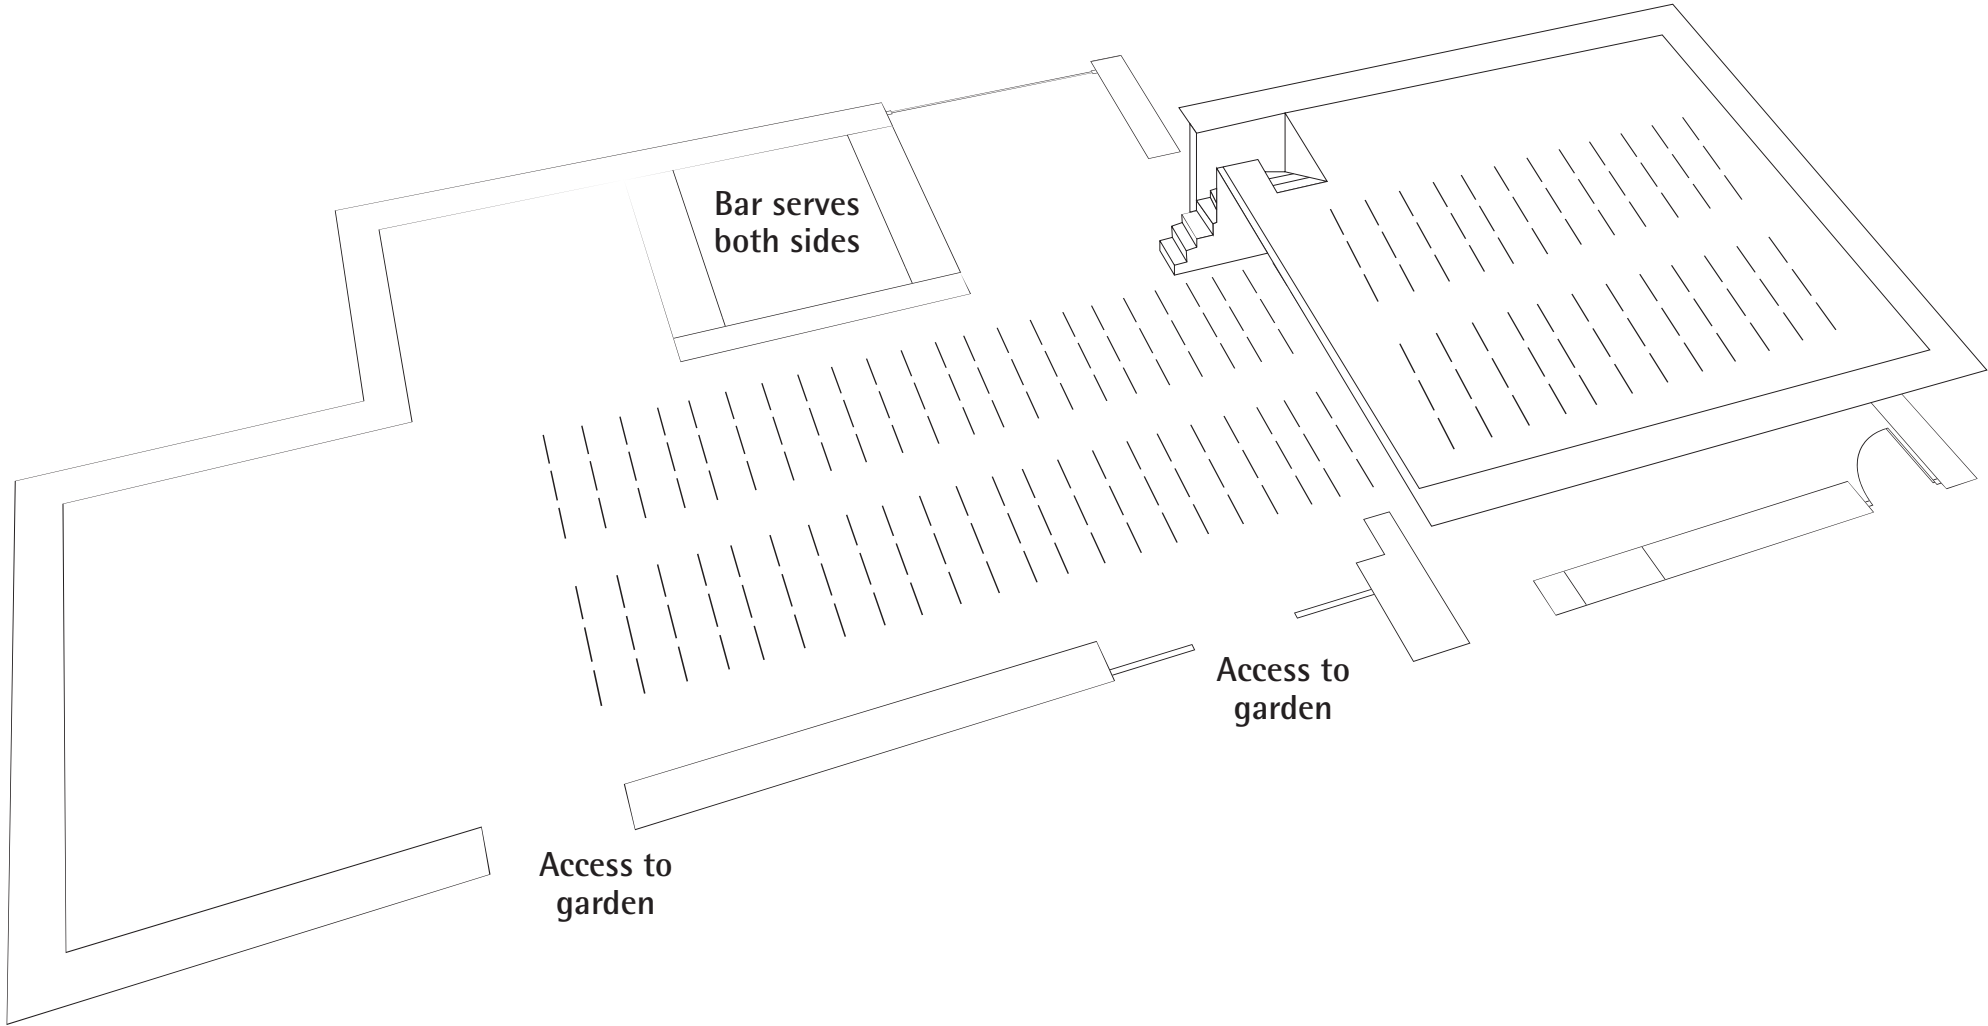 Bar serves
both sides
Access to
garden
Access to
garden